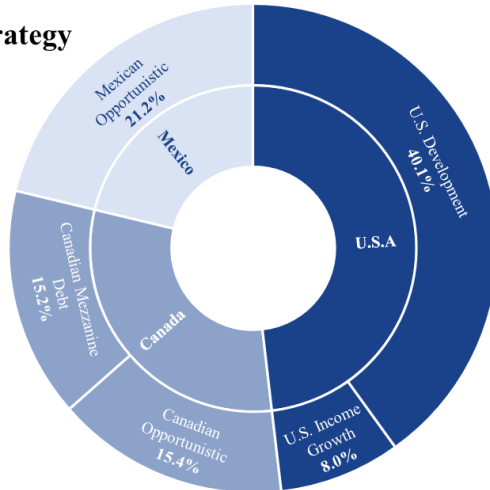 Mexican
Opportunistic
21.2%
Mexico
U.S. Development
40.1%
U.S.A
Canadian Mezzanine
Debt
15.2%
Canada
Canadian
Opportunistic
15.4%
U.S. Income
Growth
8.0%